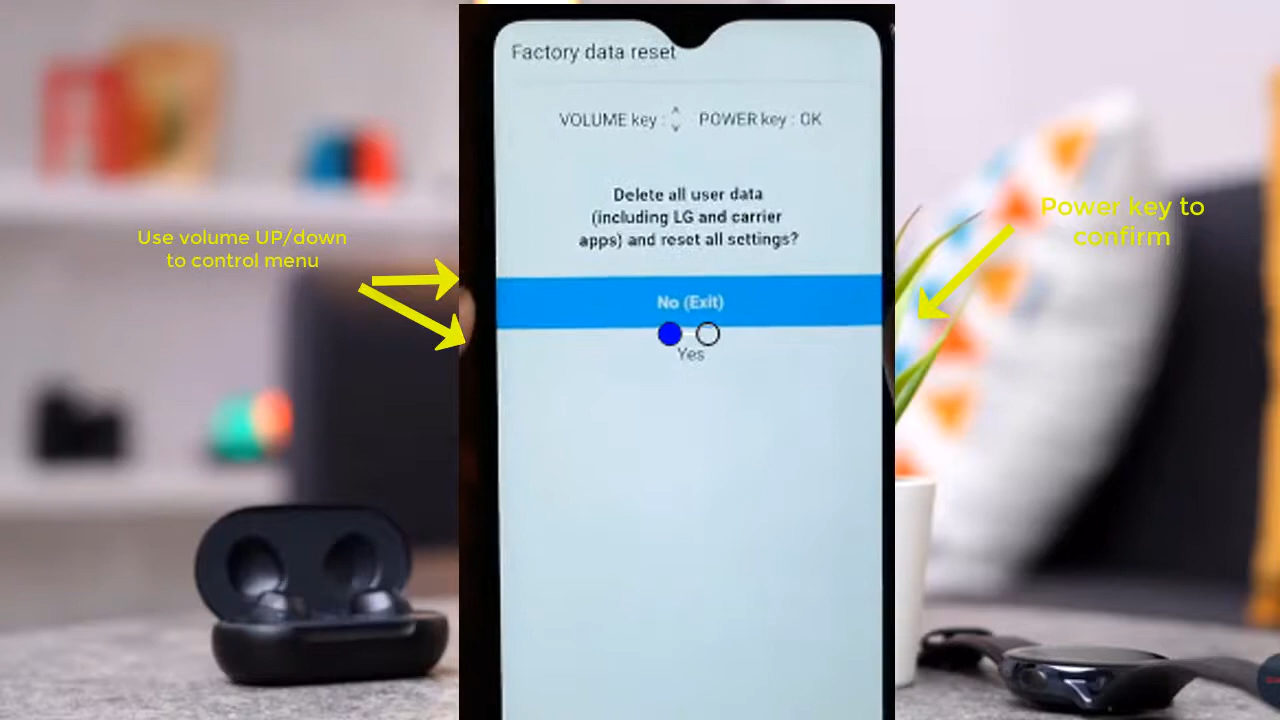 Factory data reset
VOLUME key : POWER key : OK
Delete all user data
(including LG and carrier
apps) and reset all settings?
No (Exit)
Yes
Use volume UP/down
to control menu
Power key to
confirm